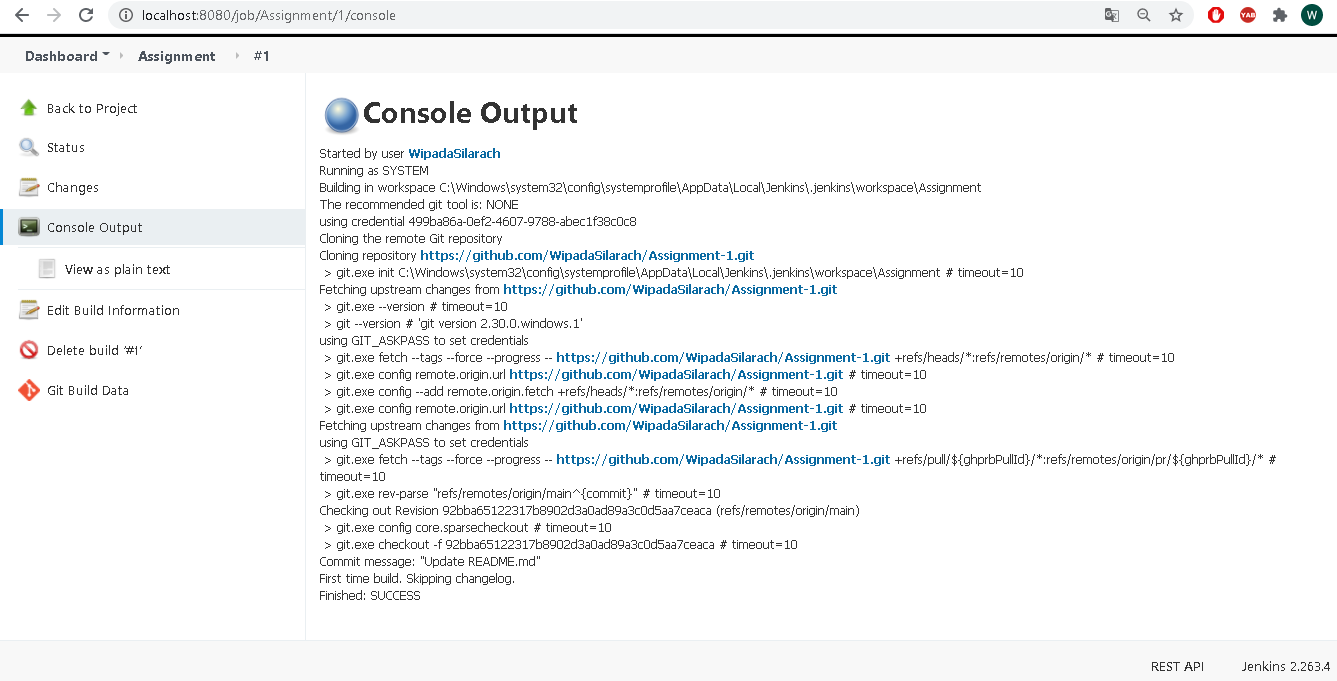 localhost:8080/job/Assignment/1/console
YAB
W
Dashboard Assignment #1
Back to Project
Status
Changes
Console Output
View as plain text
Edit Build Information
Delete build '#1'
Git Build Data
Console Output
Started by user WipadaSilarach
Running as SYSTEM
Building in workspace C:\Windows\system32\config\systemprofile\AppData\Local\Jenkins\.jenkins\workspace\Assignment
The recommended git tool is: NONE
using credential 499ba86a-0ef2-4607-9788-abec1f38c0c8
Cloning the remote Git repository
Cloning repository https://github.com/WipadaSilarach/Assignment-1.git
> git.exe init C:\Windows\system32\config\systemprofile\AppData\Local\Jenkins\.jenkins\workspace\Assignment # timeout=10
Fetching upstream changes from https://github.com/WipadaSilarach/Assignment-1.git
> git.exe --version # timeout=10
> git --version # 'git version 2.30.0.windows.1'
using GIT_ASKPASS to set credentials
> git.exe fetch --tags --force --progress -- https://github.com/WipadaSilarach/Assignment-1.git +refs/heads/*:refs/remotes/origin/* # timeout=10
> git.exe config remote.origin.url https://github.com/WipadaSilarach/Assignment-1.git # timeout=10
> git.exe config --add remote.origin.fetch +refs/heads/*:refs/remotes/origin/* # timeout=10
> git.exe config remote.origin.url https://github.com/WipadaSilarach/Assignment-1.git # timeout=10
Fetching upstream changes from https://github.com/WipadaSilarach/Assignment-1.git
using GIT_ASKPASS to set credentials
> git.exe fetch --tags --force --progress -- https://github.com/WipadaSilarach/Assignment-1.git +refs/pull/${ghprbPullId}/*:refs/remotes/origin/pr/${ghprbPullId}/* #
timeout=10
> git.exe rev-parse "refs/remotes/origin/main^{commit}" # timeout=10
Checking out Revision 92bba65122317b8902d3a0ad89a3c0d5aa7ceaca (refs/remotes/origin/main)
> git.exe config core.sparsecheckout # timeout=10
> git.exe checkout -f 92bba65122317b8902d3a0ad89a3c0d5aa7ceaca # timeout=10
Commit message: "Update README.md"
First time build. Skipping changelog.
Finished: SUCCESS
REST API Jenkins 2.263.4